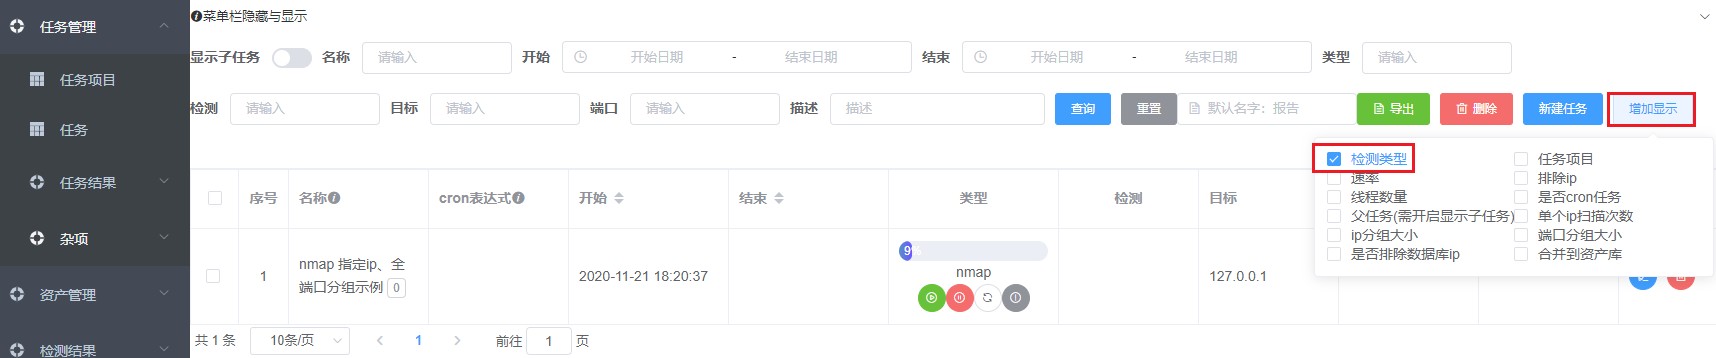 任务管理
任务项目
任务
任务结果
杂项
资产管理
检测结果
菜单栏隐藏与显示
显示子任务 名称 请输入 开始 开始日期 - 结束日期 结束 开始日期 - 结束日期 类型 请输入
检测 请输入 目标 请输入 端口 请输入 描述 描述 查询 重置 默认名字：报告 导出 删除 新建任务 增加显示
检测类型 任务项目
速率 排除ip
线程数量 是否cron任务
父任务(需开启显示子任务) 单个ip扫描次数
ip分组大小 端口分组大小
是否排除数据库ip 合并到资产库
序号 名称 cron表达式 开始 结束 类型 检测 目标
1 nmap 指定ip、全端口分组示例 0 2020-11-21 18:20:37 9% nmap 127.0.0.1
共 1 条 10条/页 1 前往 1 页